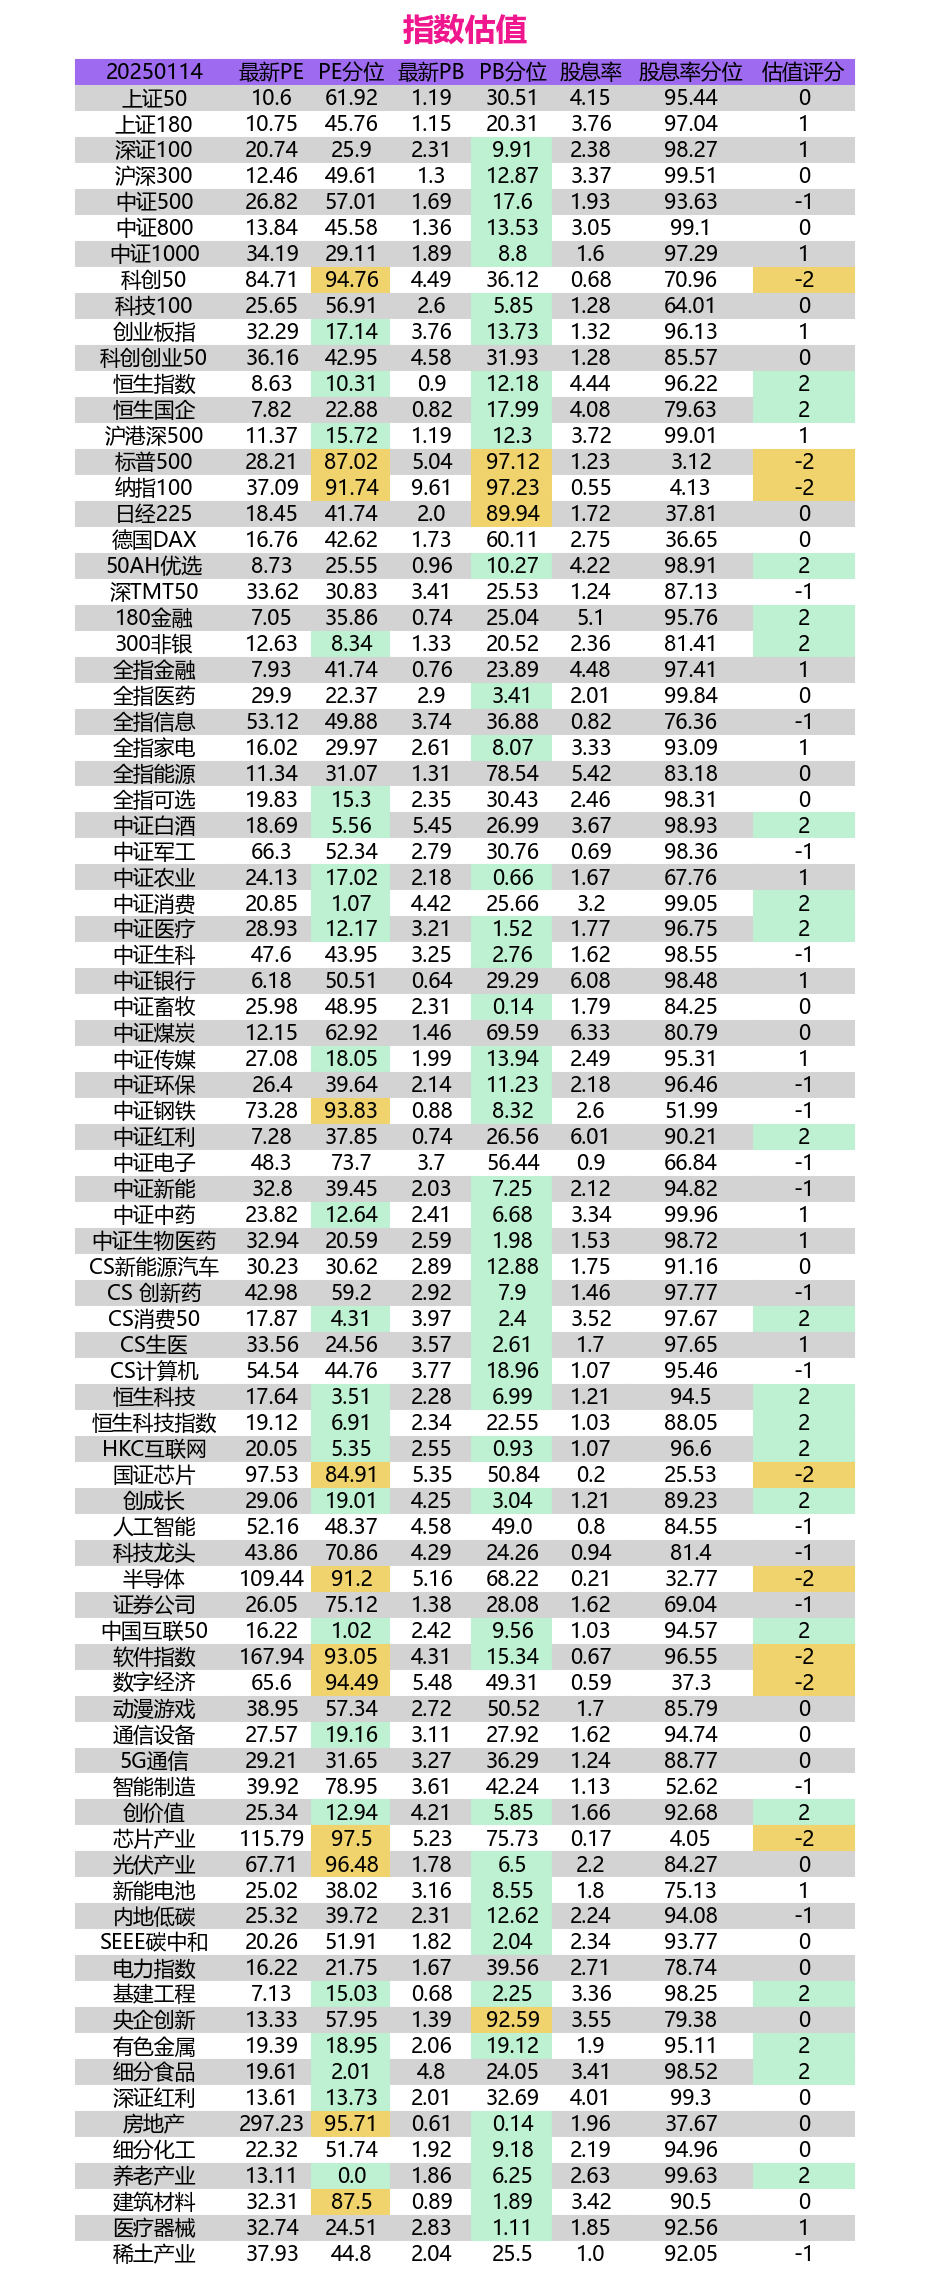 指数估值
20250114 最新PE PE分位 最新PB PB分位 股息率 股息率分位 估值评分
上证50 10.6 61.92 1.19 30.51 4.15 95.44 0
上证180 10.75 45.76 1.15 20.31 3.76 97.04 1
深证100 20.74 25.9 2.31 9.91 2.38 98.27 1
沪深300 12.46 49.61 1.3 12.87 3.37 99.51 0
中证500 26.82 57.01 1.69 17.6 1.93 93.63 -1
中证800 13.84 45.58 1.36 13.53 3.05 99.1 0
中证1000 34.19 29.11 1.89 8.8 1.6 97.29 1
科创50 84.71 94.76 4.49 36.12 0.68 70.96 -2
科技100 25.65 56.91 2.6 5.85 1.28 64.01 0
创业板指 32.29 17.14 3.76 13.73 1.32 96.13 1
科创创业50 36.16 42.95 4.58 31.93 1.28 85.57 0
恒生指数 8.63 10.31 0.9 12.18 4.44 96.22 2
恒生国企 7.82 22.88 0.82 17.99 4.08 79.63 2
沪港深500 11.37 15.72 1.19 12.3 3.72 99.01 1
标普500 28.21 87.02 5.04 97.12 1.23 3.12 -2
纳指100 37.09 91.74 9.61 97.23 0.55 4.13 -2
日经225 18.45 41.74 2.0 89.94 1.72 37.81 0
德国DAX 16.76 42.62 1.73 60.11 2.75 36.65 0
50AH优选 8.73 25.55 0.96 10.27 4.22 98.91 2
深TMT50 33.62 30.83 3.41 25.53 1.24 87.13 -1
180金融 7.05 35.86 0.74 25.04 5.1 95.76 2
300非银 12.63 8.34 1.33 20.52 2.36 81.41 2
全指金融 7.93 41.74 0.76 23.89 4.48 97.41 1
全指医药 29.9 22.37 2.9 3.41 2.01 99.84 0
全指信息 53.12 49.88 3.74 36.88 0.82 76.36 -1
全指家电 16.02 29.97 2.61 8.07 3.33 93.09 1
全指能源 11.34 31.07 1.31 78.54 5.42 83.18 0
全指可选 19.83 15.3 2.35 30.43 2.46 98.31 0
中证白酒 18.69 5.56 5.45 26.99 3.67 98.93 2
中证军工 66.3 52.34 2.79 30.76 0.69 98.36 -1
中证农业 24.13 17.02 2.18 0.66 1.67 67.76 1
中证消费 20.85 1.07 4.42 25.66 3.2 99.05 2
中证医疗 28.93 12.17 3.21 1.52 1.77 96.75 2
中证生科 47.6 43.95 3.25 2.76 1.62 98.55 -1
中证银行 6.18 50.51 0.64 29.29 6.08 98.48 1
中证畜牧 25.98 48.95 2.31 0.14 1.79 84.25 0
中证煤炭 12.15 62.92 1.46 69.59 6.33 80.79 0
中证传媒 27.08 18.05 1.99 13.94 2.49 95.31 1
中证环保 26.4 39.64 2.14 11.23 2.18 96.46 -1
中证钢铁 73.28 93.83 0.88 8.32 2.6 51.99 -1
中证红利 7.28 37.85 0.74 26.56 6.01 90.21 2
中证电子 48.3 73.7 3.7 56.44 0.9 66.84 -1
中证新能 32.8 39.45 2.03 7.25 2.12 94.82 -1
中证中药 23.82 12.64 2.41 6.68 3.34 99.96 1
中证生物医药 32.94 20.59 2.59 1.98 1.53 98.72 1
CS新能源汽车 30.23 30.62 2.89 12.88 1.75 91.16 0
CS 创新药 42.98 59.2 2.92 7.9 1.46 97.77 -1
CS消费50 17.87 4.31 3.97 2.4 3.52 97.67 2
CS生医 33.56 24.56 3.57 2.61 1.7 97.65 1
CS计算机 54.54 44.76 3.77 18.96 1.07 95.46 -1
恒生科技 17.64 3.51 2.28 6.99 1.21 94.5 2
恒生科技指数 19.12 6.91 2.34 22.55 1.03 88.05 2
HKC互联网 20.05 5.35 2.55 0.93 1.07 96.6 2
国证芯片 97.53 84.91 5.35 50.84 0.2 25.53 -2
创成长 29.06 19.01 4.25 3.04 1.21 89.23 2
人工智能 52.16 48.37 4.58 49.0 0.8 84.55 -1
科技龙头 43.86 70.86 4.29 24.26 0.94 81.4 -1
半导体 109.44 91.2 5.16 68.22 0.21 32.77 -2
证券公司 26.05 75.12 1.38 28.08 1.62 69.04 -1
中国互联50 16.22 1.02 2.42 9.56 1.03 94.57 2
软件指数 167.94 93.05 4.31 15.34 0.67 96.55 -2
数字经济 65.6 94.49 5.48 49.31 0.59 37.3 -2
动漫游戏 38.95 57.34 2.72 50.52 1.7 85.79 0
通信设备 27.57 19.16 3.11 27.92 1.62 94.74 0
5G通信 29.21 31.65 3.27 36.29 1.24 88.77 0
智能制造 39.92 78.95 3.61 42.24 1.13 52.62 -1
创价值 25.34 12.94 4.21 5.85 1.66 92.68 2
芯片产业 115.79 97.5 5.23 75.73 0.17 4.05 -2
光伏产业 67.71 96.48 1.78 6.5 2.2 84.27 0
新能电池 25.02 38.02 3.16 8.55 1.8 75.13 1
内地低碳 25.32 39.72 2.31 12.62 2.24 94.08 -1
SEEE碳中和 20.26 51.91 1.82 2.04 2.34 93.77 0
电力指数 16.22 21.75 1.67 39.56 2.71 78.74 0
基建工程 7.13 15.03 0.68 2.25 3.36 98.25 2
央企创新 13.33 57.95 1.39 92.59 3.55 79.38 0
有色金属 19.39 18.95 2.06 19.12 1.9 95.11 2
细分食品 19.61 2.01 4.8 24.05 3.41 98.52 2
深证红利 13.61 13.73 2.01 32.69 4.01 99.3 0
房地产 297.23 95.71 0.61 0.14 1.96 37.67 0
细分化工 22.32 51.74 1.92 9.18 2.19 94.96 0
养老产业 13.11 0.0 1.86 6.25 2.63 99.63 2
建筑材料 32.31 87.5 0.89 1.89 3.42 90.5 0
医疗器械 32.74 24.51 2.83 1.11 1.85 92.56 1
稀土产业 37.93 44.8 2.04 25.5 1.0 92.05 -1